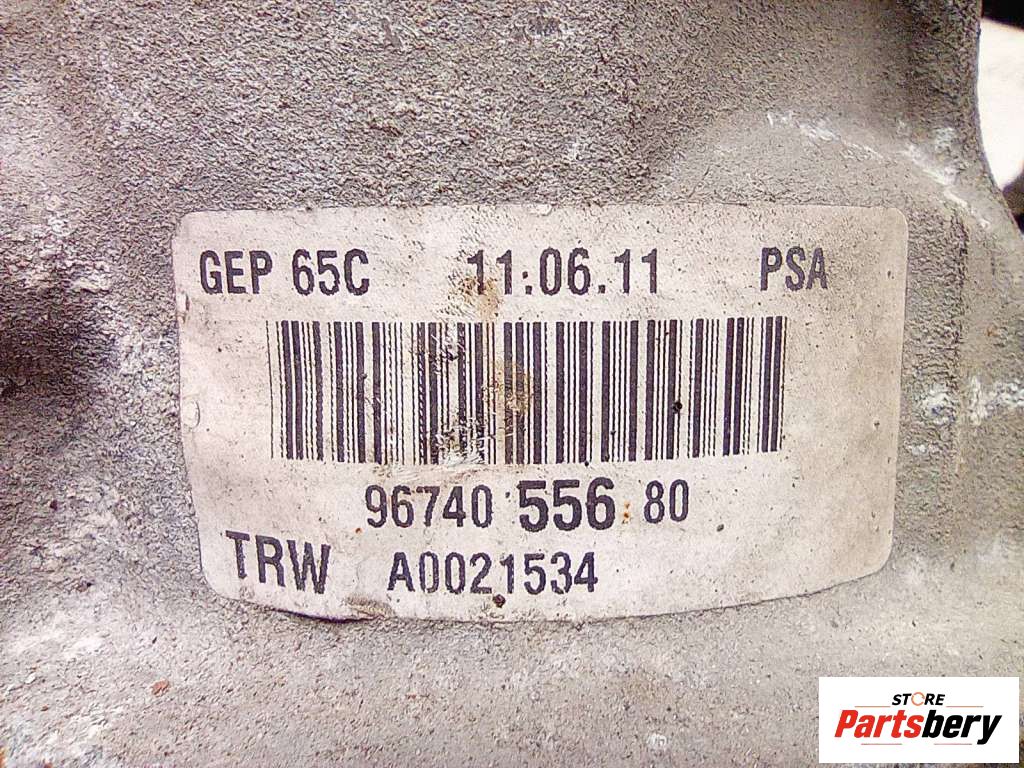 GEP 65C 11.06.11 PSA
96740 556 80
TRW A0021534
STORE
Partsbery